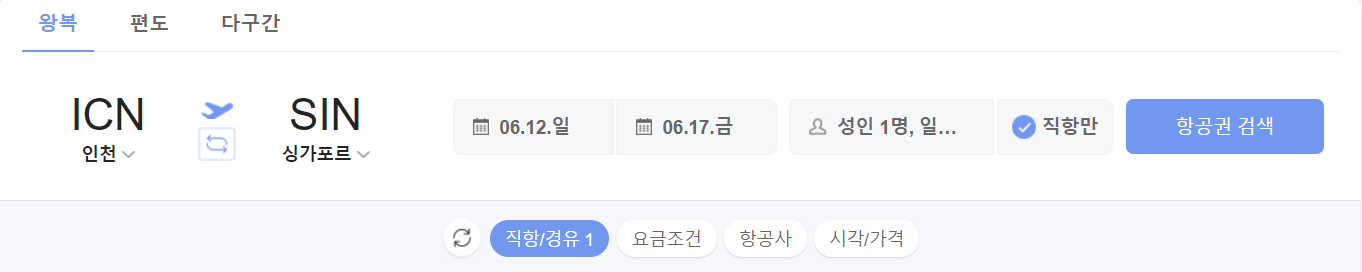 왕복 편도 다구간
ICN SIN
인천 싱가포르
06.12.일 06.17.금 성인 1명, 일... 직항만 항공권 검색
직항/경유 1 요금조건 항공사 시각/가격